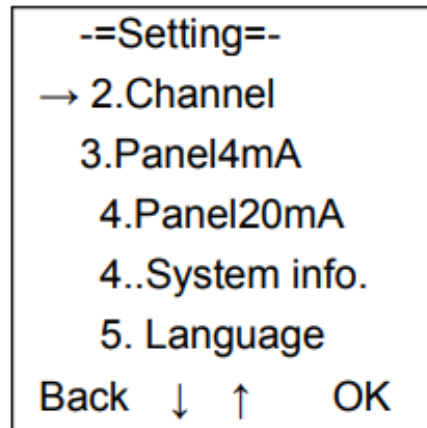 -=Setting=-
→ 2.Channel
3.Panel4mA
4.Panel20mA
4..System info.
5. Language
Back ↓ ↑ OK